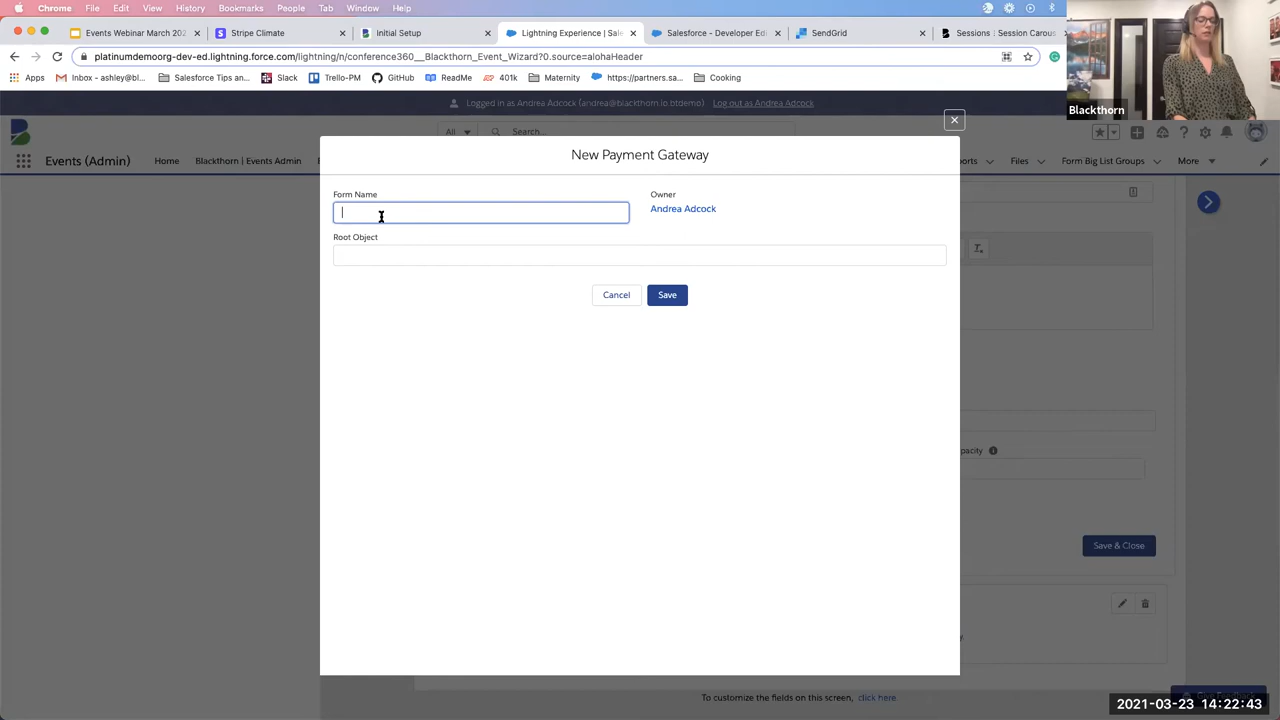 Chrome File Edit View History Bookmarks People Tab Window Help
Events Webinar March 202
Stripe Climate
Initial Setup
Lightning Experience | Sale
Salesforce - Developer Edi
SendGrid
Sessions : Session Carous
platinumdemoorg-dev-ed.lightning.force.com/lightning/n/conference360__Blackthorn_Event_Wizard?0.source=alohaHeader
Apps
Inbox - ashley@bl...
Salesforce Tips an...
Slack
Trello-PM
GitHub
ReadMe
401k
Maternity
https://partners.sa...
Cooking
Blackthorn
Logged in as Andrea Adcock (andrea@blackthorn.io.btdemo) Log out as Andrea Adcock
All
Search...
Events (Admin)
Home
Blackthorn | Events Admin
ports
Files
Form Big List Groups
More
New Payment Gateway
Form Name
Owner
Andrea Adcock
Root Object
Cancel
Save
pacity
Save & Close
Give Feedback
To customize the fields on this screen, click here
2021-03-23 14:22:43